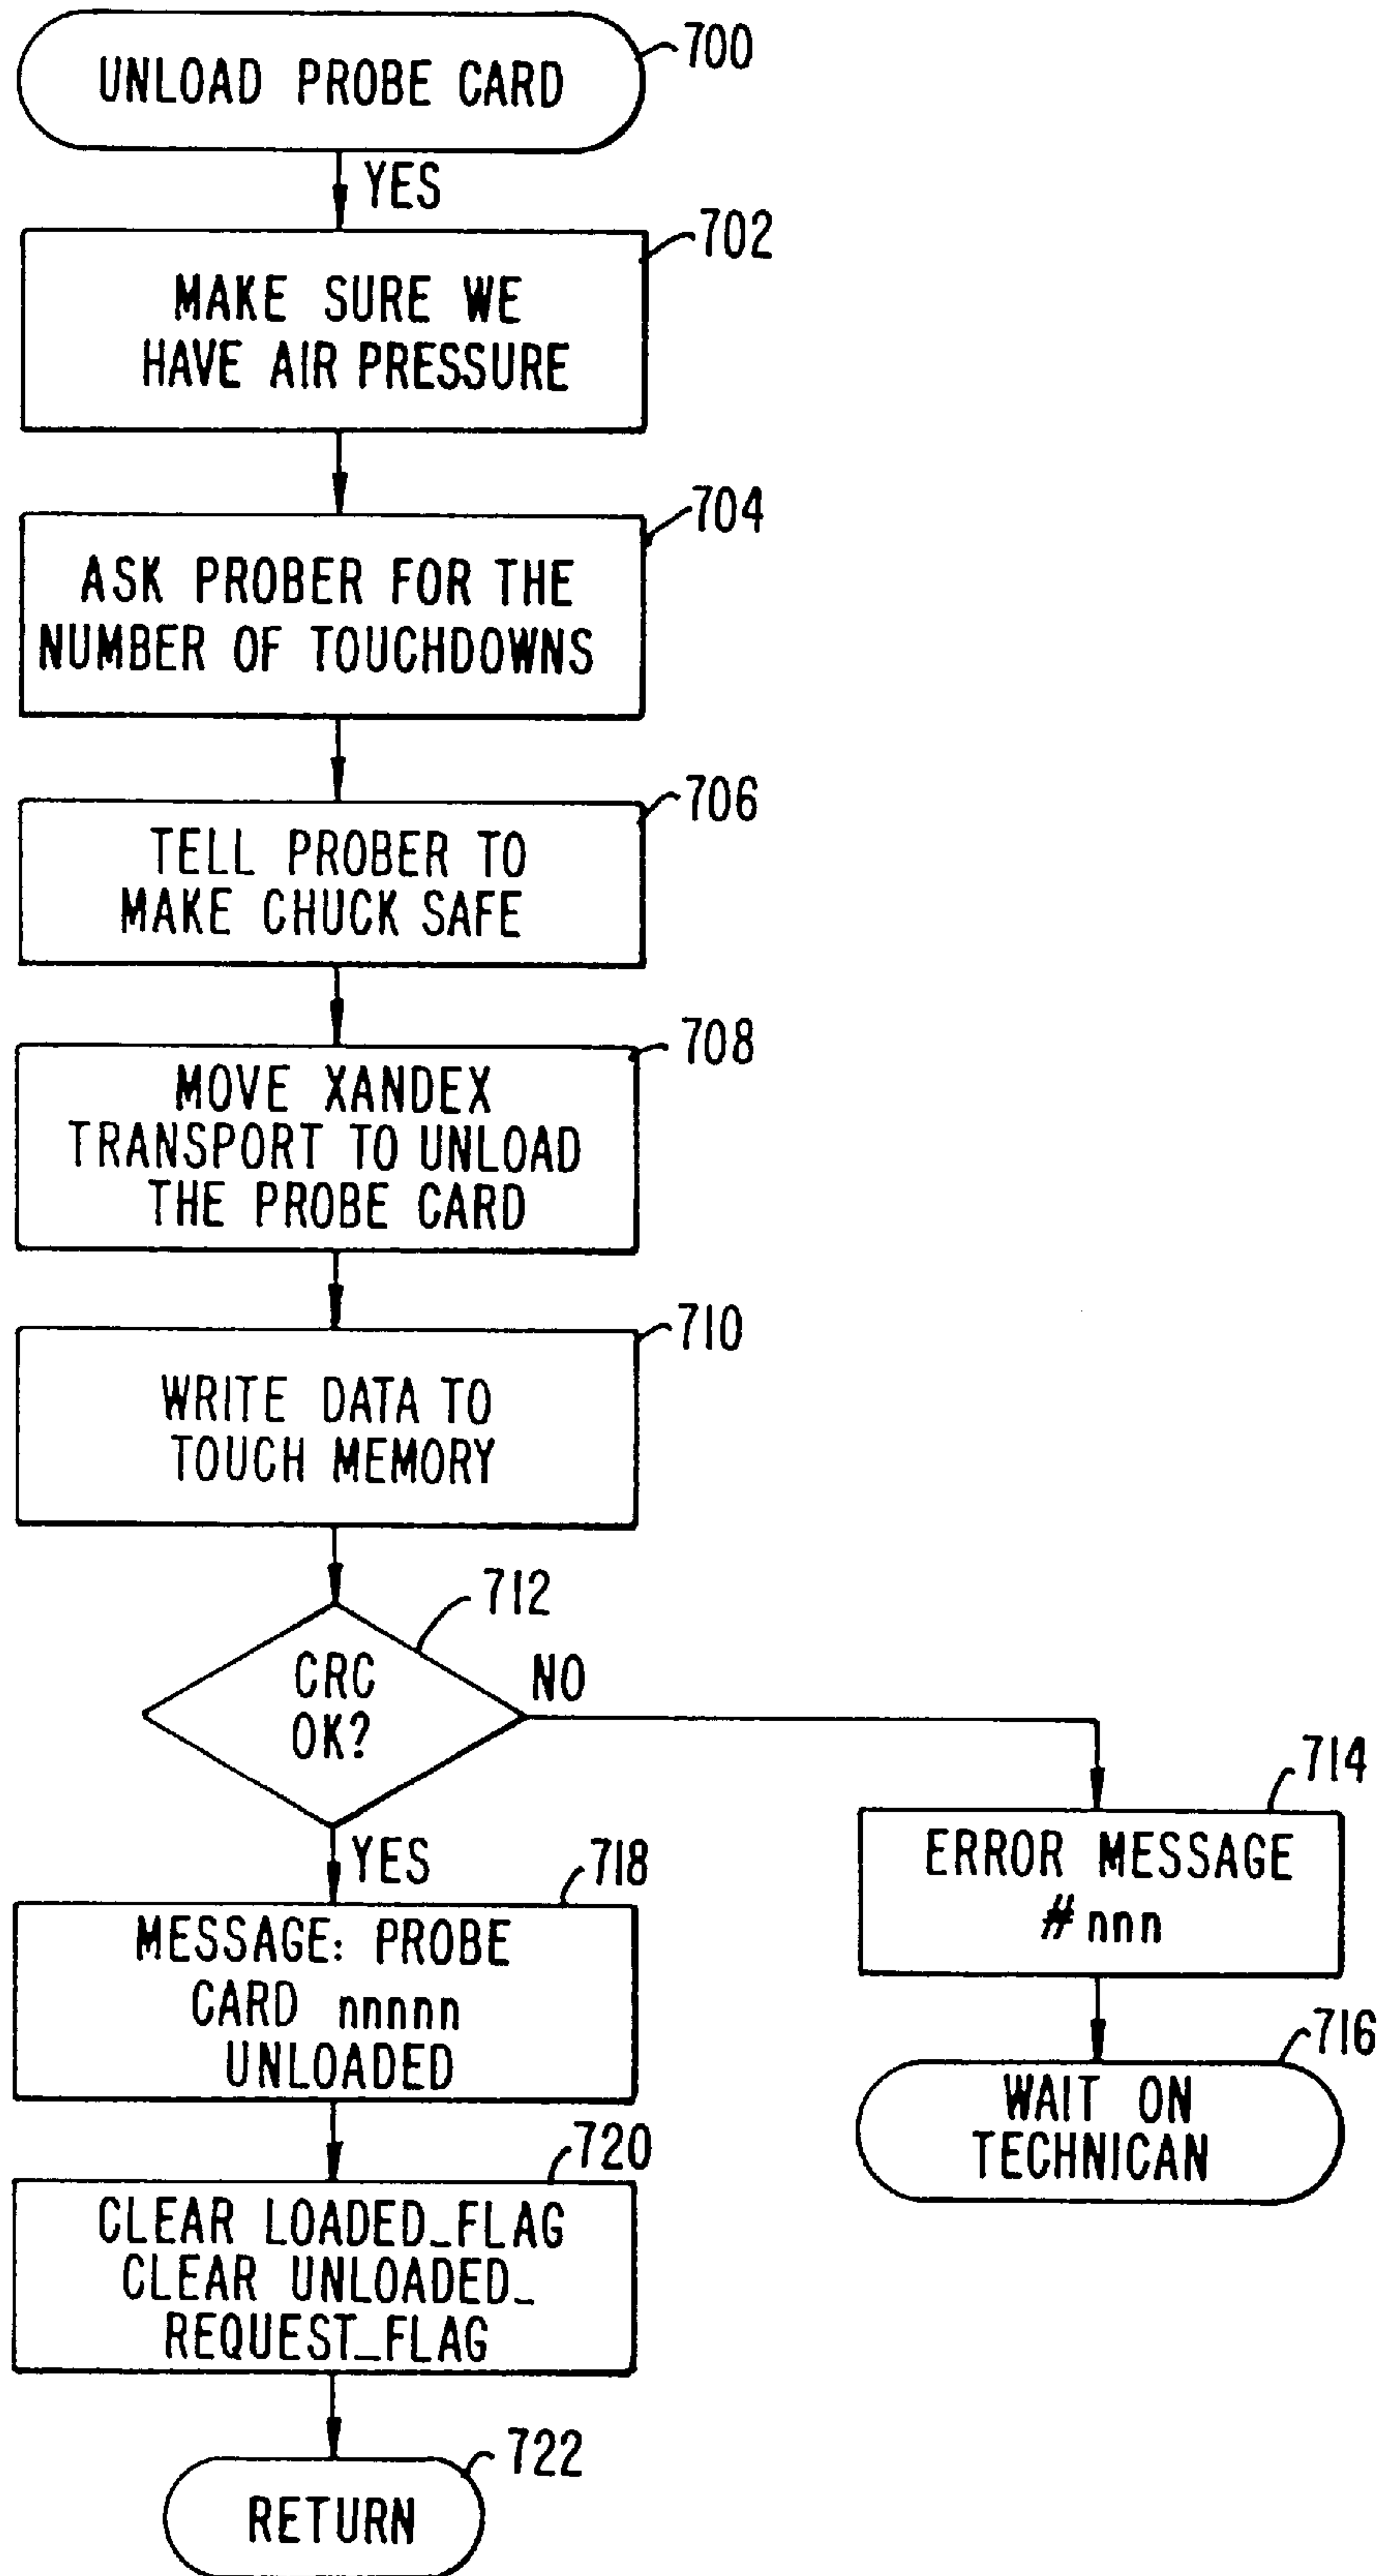 UNLOAD PROBE CARD
700
YES
702
MAKE SURE WE
HAVE AIR PRESSURE
704
ASK PROBER FOR THE
NUMBER OF TOUCHDOWNS
706
TELL PROBER TO
MAKE CHUCK SAFE
708
MOVE XANDEX
TRANSPORT TO UNLOAD
THE PROBE CARD
710
WRITE DATA TO
TOUCH MEMORY
712
CRC
OK?
NO
714
ERROR MESSAGE
#nnn
716
WAIT ON
TECHNICAN
YES
718
MESSAGE: PROBE
CARD nnnnn
UNLOADED
720
CLEAR LOADED_FLAG
CLEAR UNLOADED_
REQUEST_FLAG
722
RETURN